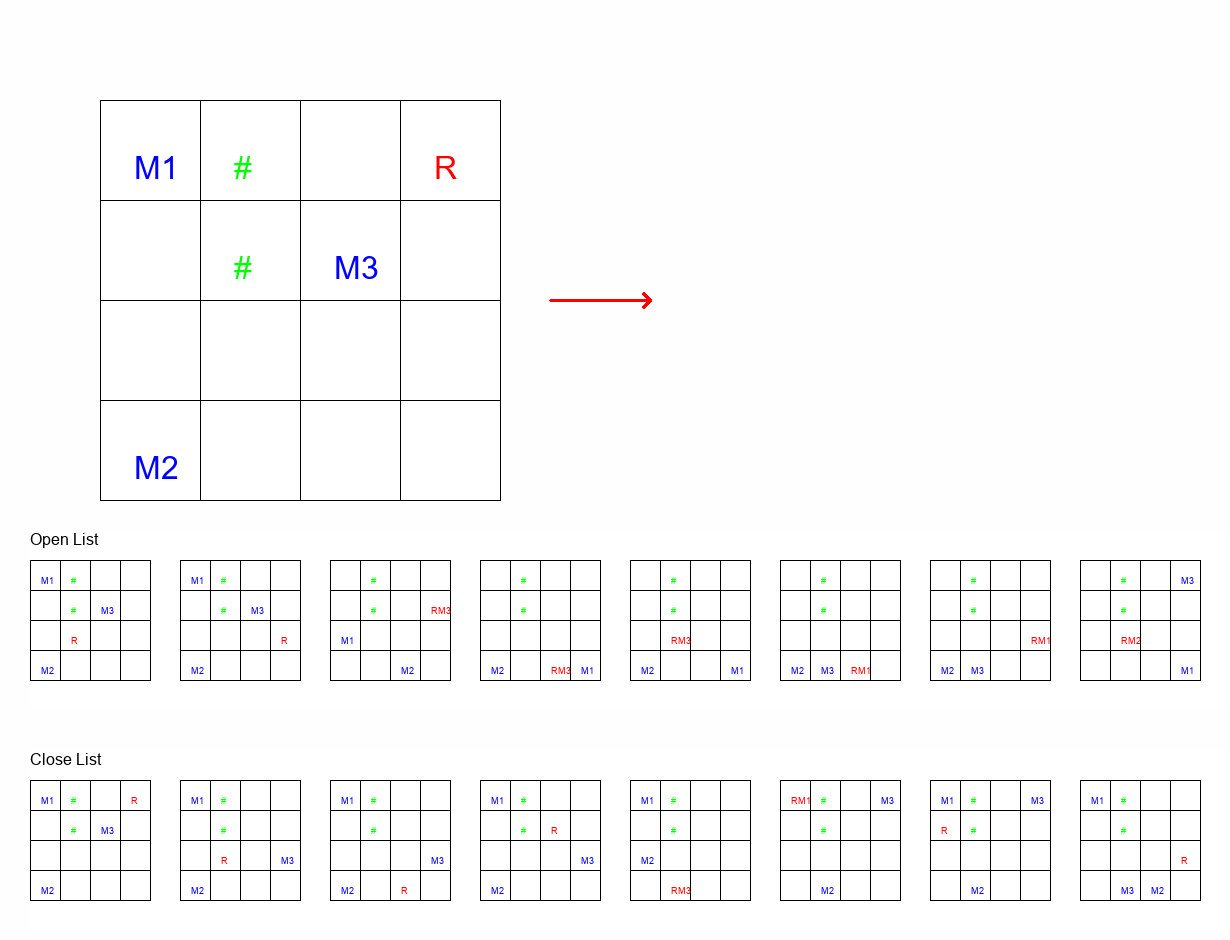 M1 # R
# M3
M2
Open List
M1 # M1 # # # # # # # M3
# M3 # M3 # RM3 # # # # #
R R M1 RM3 RM1 RM2
M2 M2 M2 M2 RM3 M1 M2 M1 M2 M3 RM1 M2 M3 M1
Close List
M1 # R M1 # M1 # M1 # M1 # RM1 # M3 M1 # M3 M1 #
# M3 # # # R # # R # #
R M3 M3 M3 M2 R
M2 M2 M2 R M2 RM3 M2 M2 M3 M2